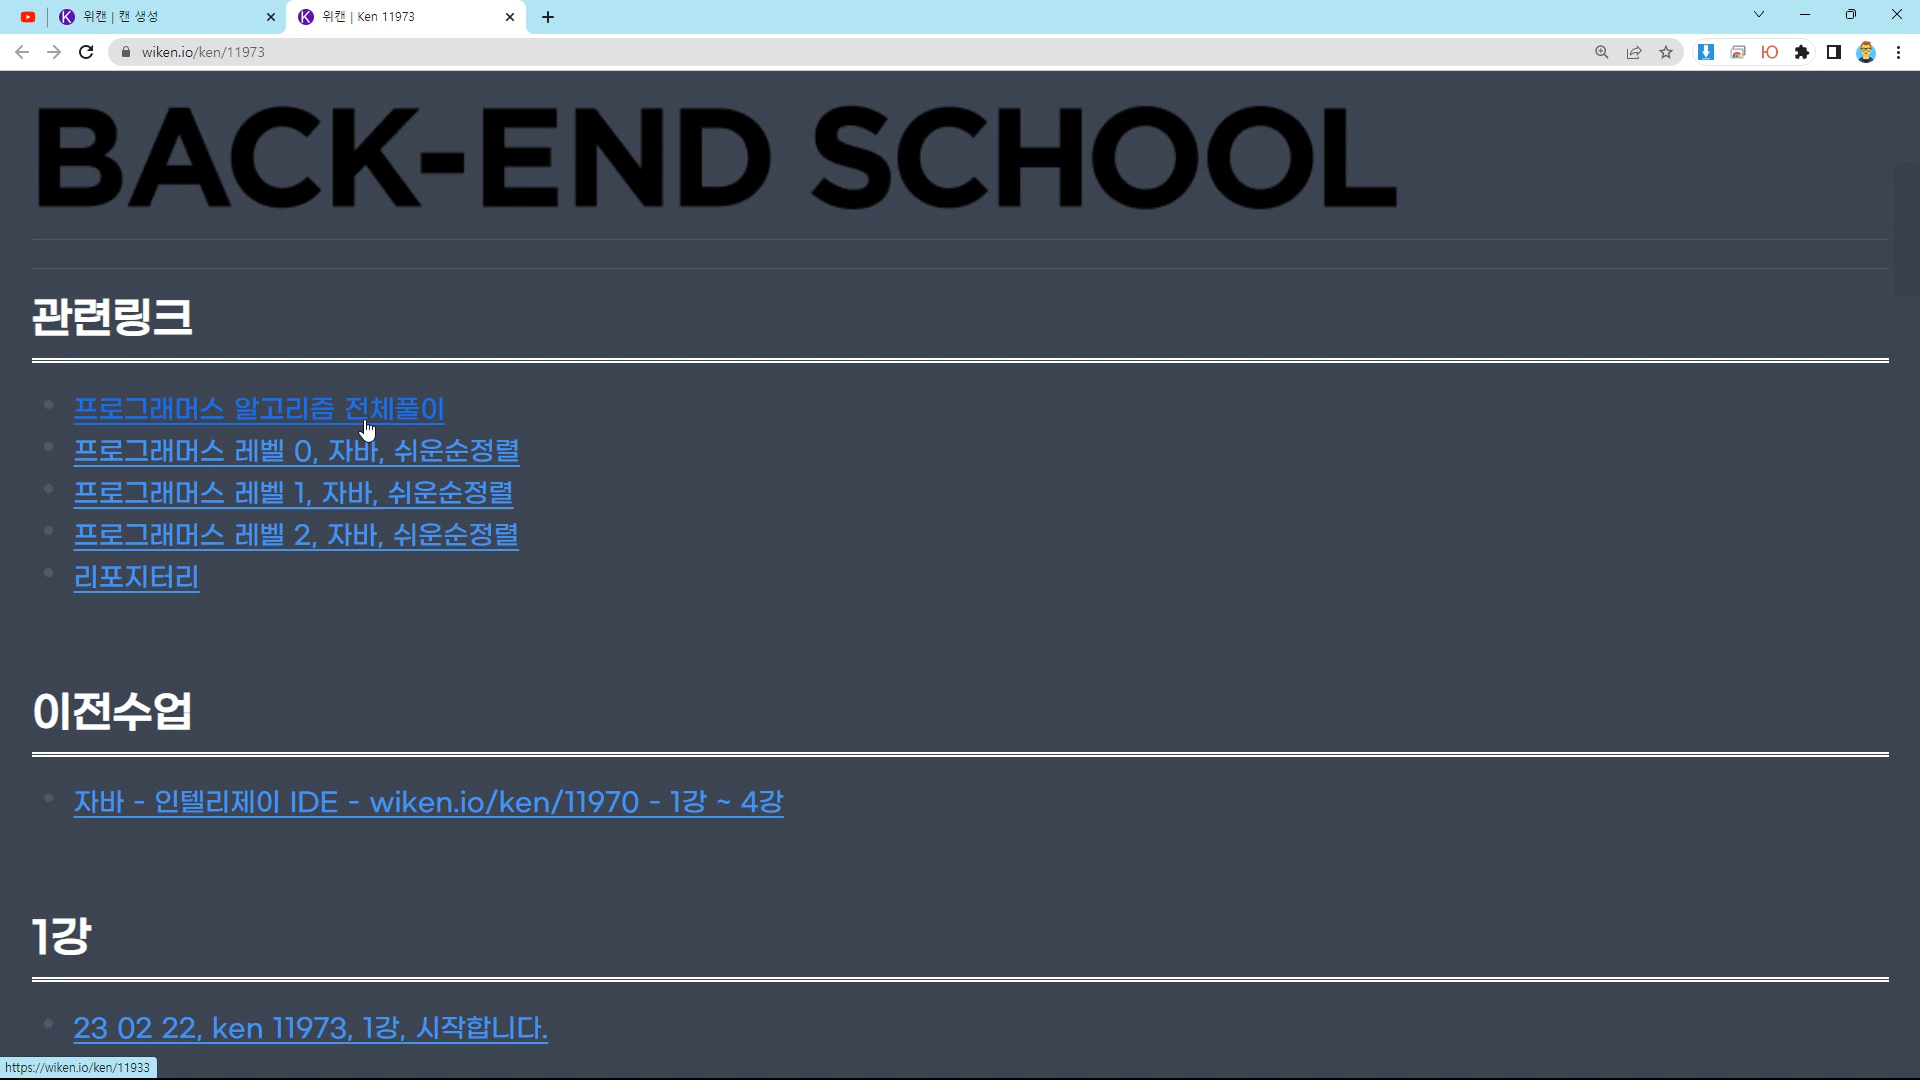 위캔 | 캔 생성
위캔 | Ken 11973
wiken.io/ken/11973
BACK-END SCHOOL
관련링크
프로그래머스 알고리즘 전체풀이
프로그래머스 레벨 0, 자바, 쉬운순정렬
프로그래머스 레벨 1, 자바, 쉬운순정렬
프로그래머스 레벨 2, 자바, 쉬운순정렬
리포지터리
이전수업
자바 - 인텔리제이 IDE - wiken.io/ken/11970 - 1강 ~ 4강
1강
23 02 22, ken 11973, 1강, 시작합니다.
https://wiken.io/ken/11933